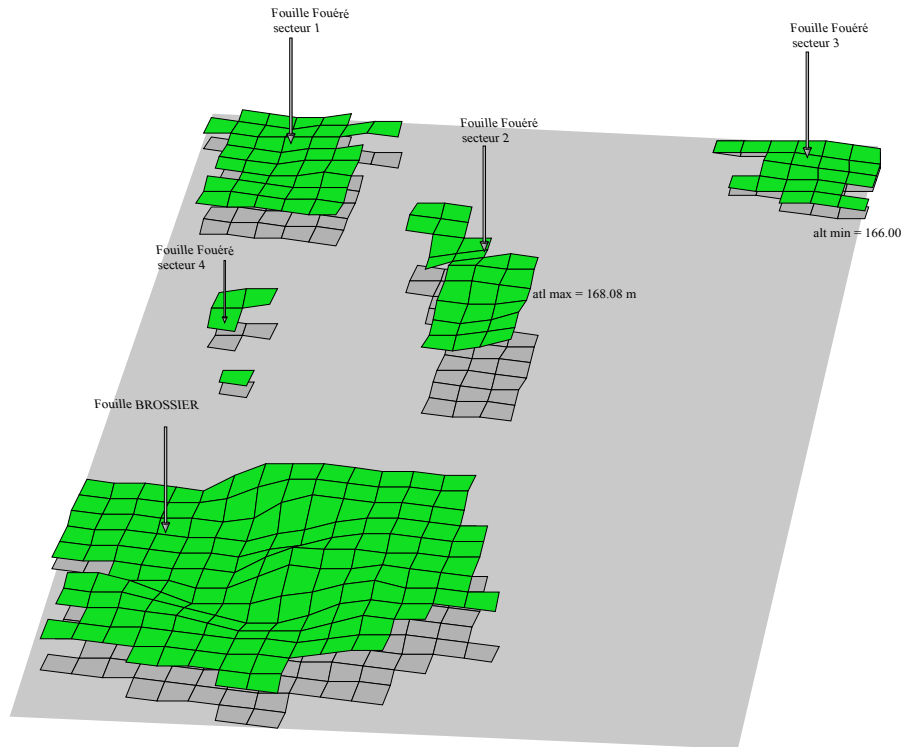 Fouille Fouéré
secteur 1
Fouille Fouéré
secteur 3
Fouille Fouéré
secteur 2
alt min = 166.00
Fouille Fouéré
secteur 4
atl max = 168.08 m
Fouille BROSSIER